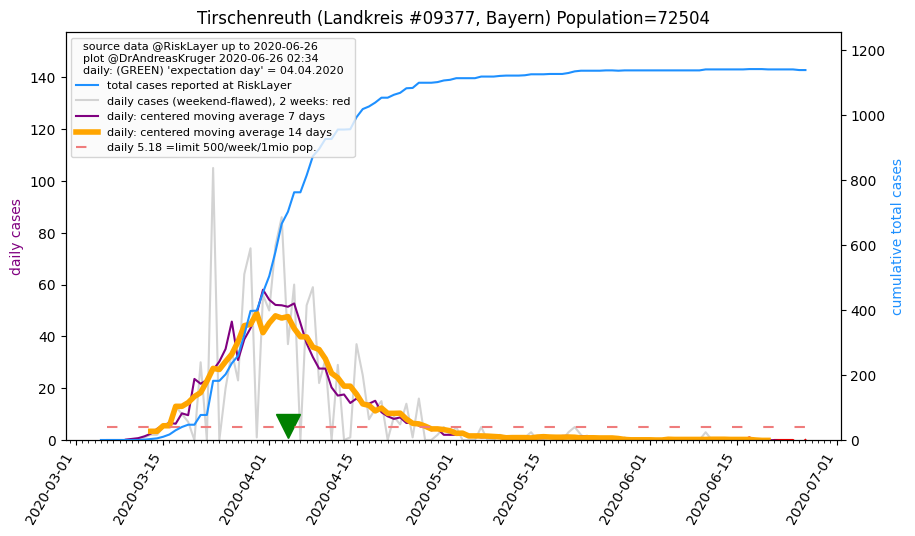 Tirschenreuth (Landkreis #09377, Bayern) Population=72504
source data @RiskLayer up to 2020-06-26
plot @DrAndreasKruger 2020-06-26 02:34
daily: (GREEN) 'expectation day' = 04.04.2020
total cases reported at RiskLayer
daily cases (weekend-flawed), 2 weeks: red
daily: centered moving average 7 days
daily: centered moving average 14 days
daily 5.18 =limit 500/week/1mio pop.
daily cases
140
120
100
80
60
40
20
0
cumulative total cases
1200
1000
800
600
400
200
0
2020-03-01
2020-03-15
2020-04-01
2020-04-15
2020-05-01
2020-05-15
2020-06-01
2020-06-15
2020-07-01